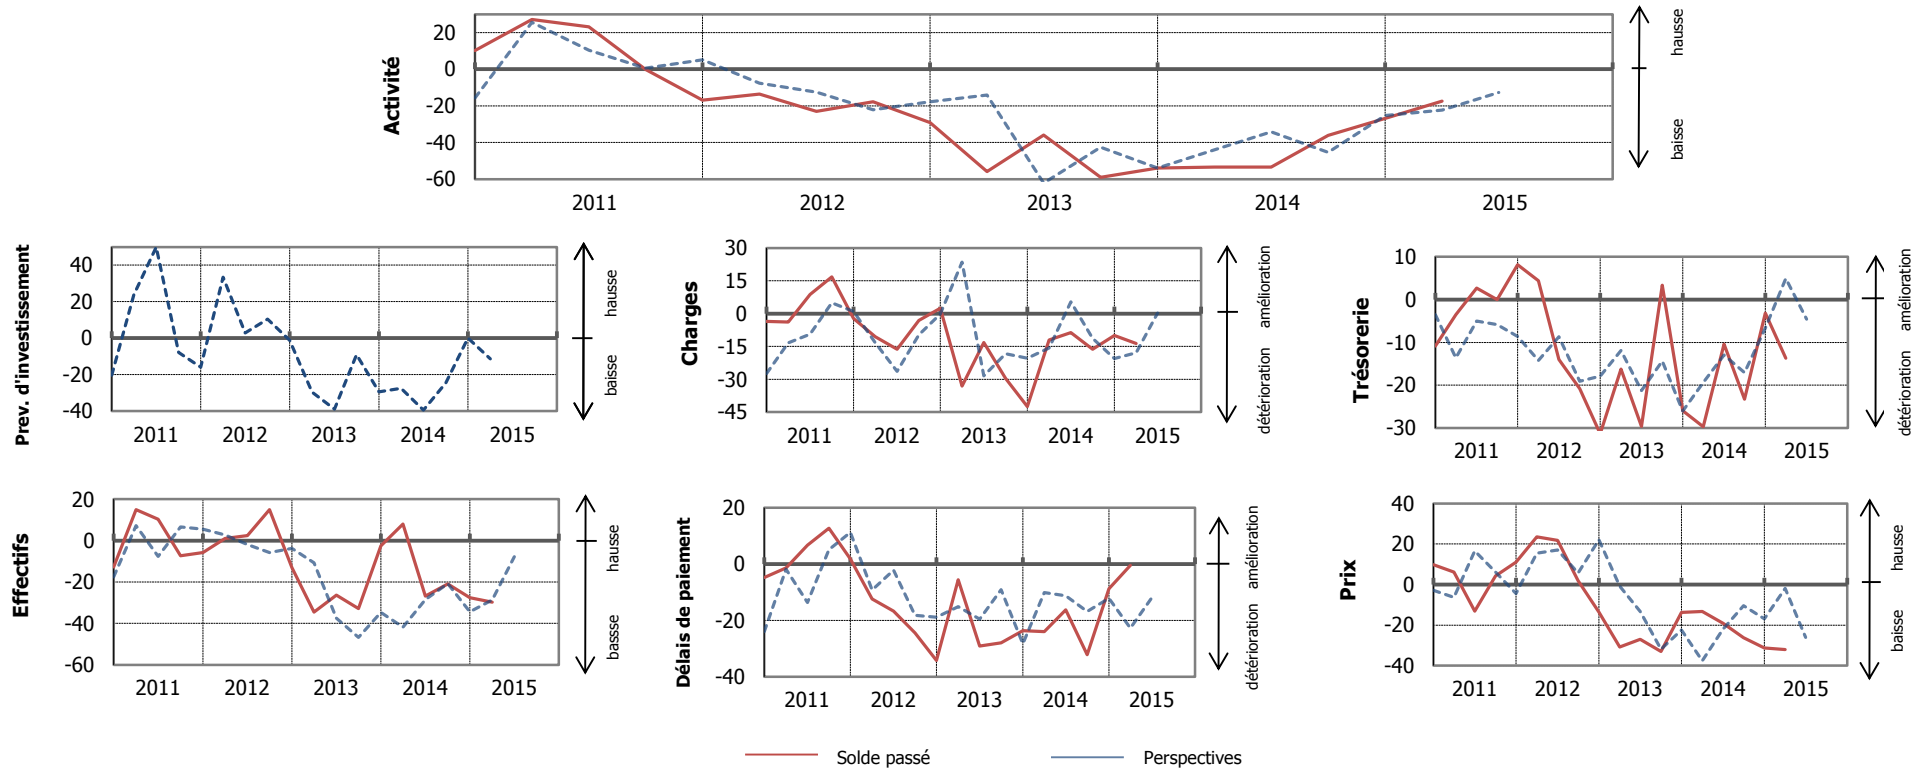 Activité
20
0
-20
-40
-60
2011 2012 2013 2014 2015
hausse
baisse
Prev. d'investissement
40
20
0
-20
-40
2011 2012 2013 2014 2015
hausse
baisse
Charges
30
15
0
-15
-30
-45
2011 2012 2013 2014 2015
amélioration
détérioration
Trésorerie
10
0
-10
-20
-30
2011 2012 2013 2014 2015
amélioration
détérioration
Effectifs
20
0
-20
-40
-60
2011 2012 2013 2014 2015
hausse
bassse
Délais de paiement
20
0
-20
-40
2011 2012 2013 2014 2015
amélioration
détérioration
Prix
40
20
0
-20
-40
2011 2012 2013 2014 2015
hausse
baisse
Solde passé Perspectives